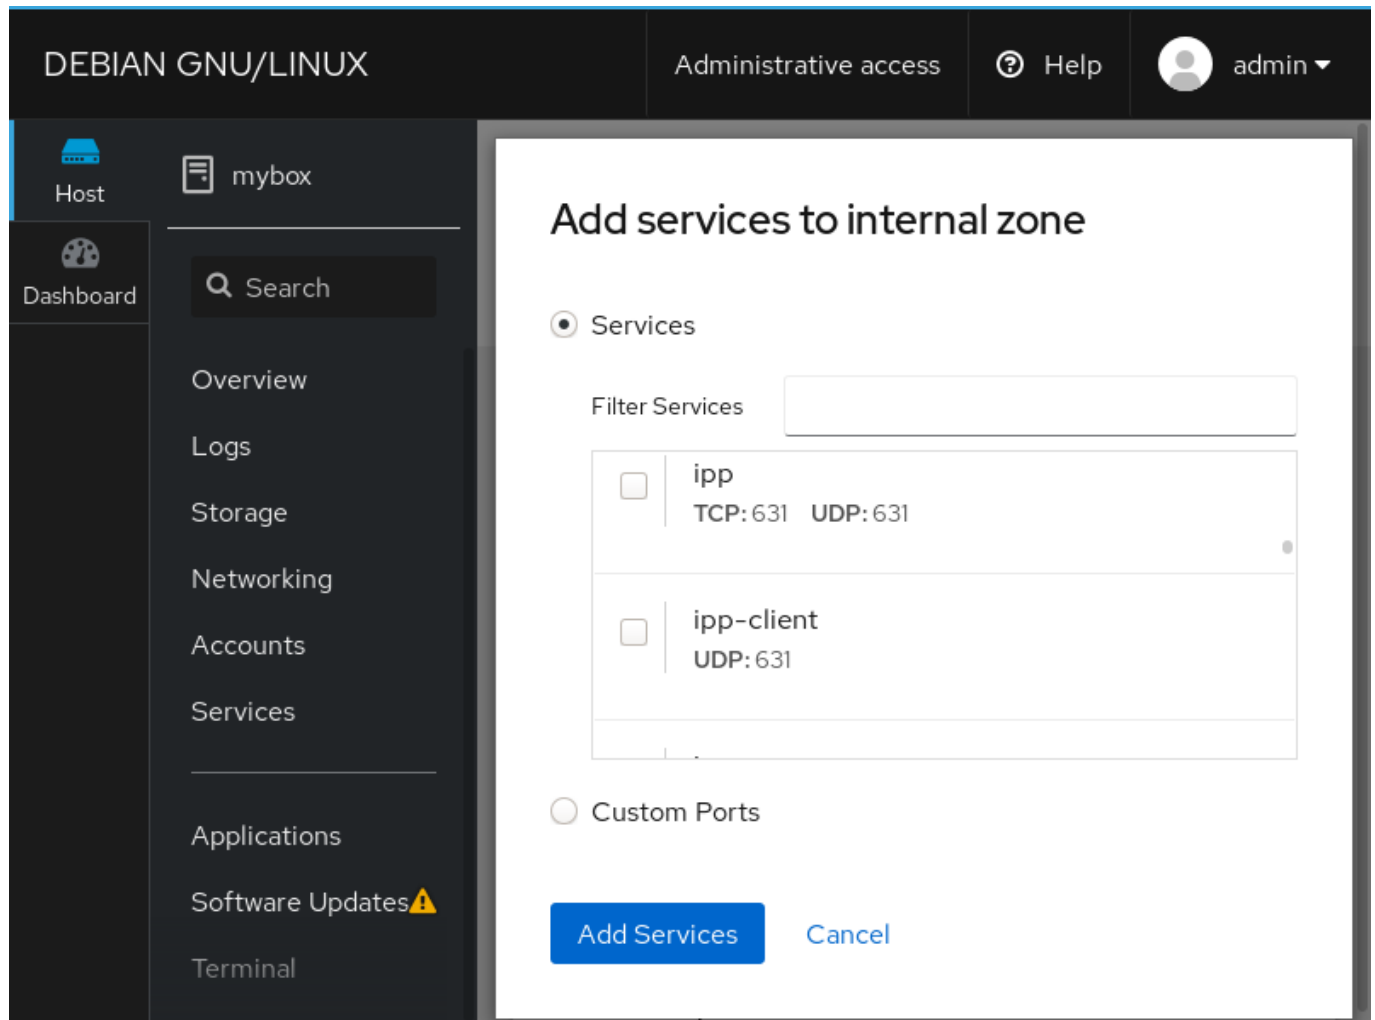 DEBIAN GNU/LINUX
Administrative access
Help
admin
Host
Dashboard
mybox
Search
Overview
Logs
Storage
Networking
Accounts
Services
Applications
Software Updates
Terminal
Add services to internal zone
Services
Filter Services
ipp
TCP: 631 UDP: 631
ipp-client
UDP: 631
Custom Ports
Add Services
Cancel